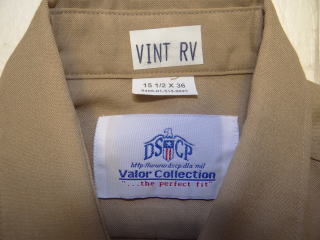 VINT RV
15 1/2 X 36
DSCP
http://www.dscp.dla.mil
Valor Collection
"...the perfect fit"